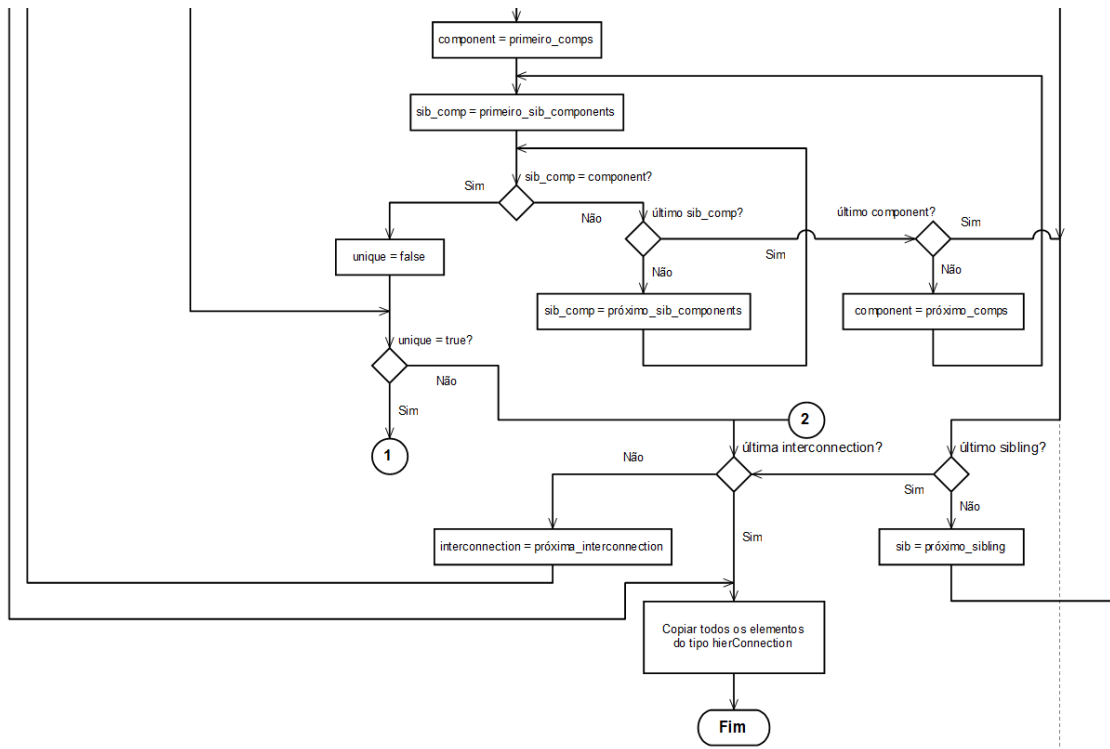 component = primeiro_comps
sib_comp = primeiro_sib_components
sib_comp = component?
Sim
Não
último sib_comp?
último component?
Sim
Sim
unique = false
Não
Não
sib_comp = próximo_sib_components
component = próximo_comps
unique = true?
Não
Sim
2
1
última interconnection?
último sibling?
Não
Sim
Não
interconnection = próxima_interconnection
Sim
sib = próximo_sibling
Copiar todos os elementos
do tipo hierConnection
Fim